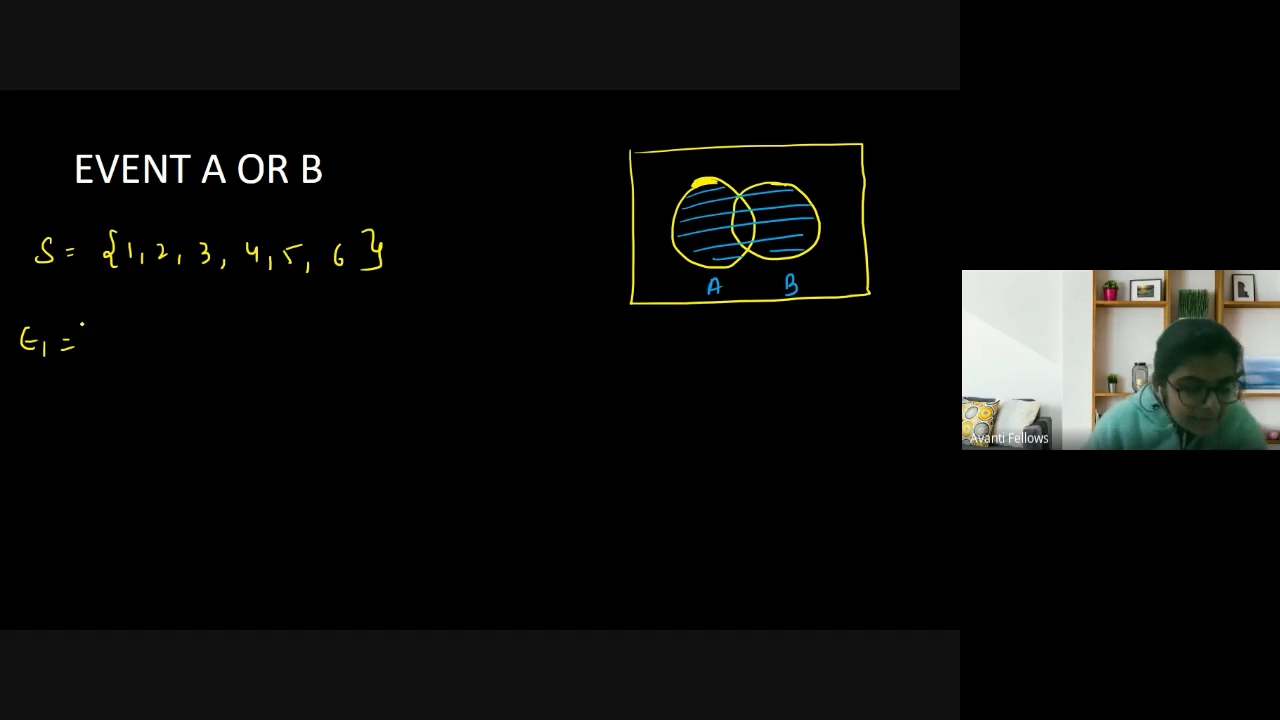 EVENT A OR B
S = {1, 2, 3, 4, 5, 6}
E1 =
A B
Avanti Fellows